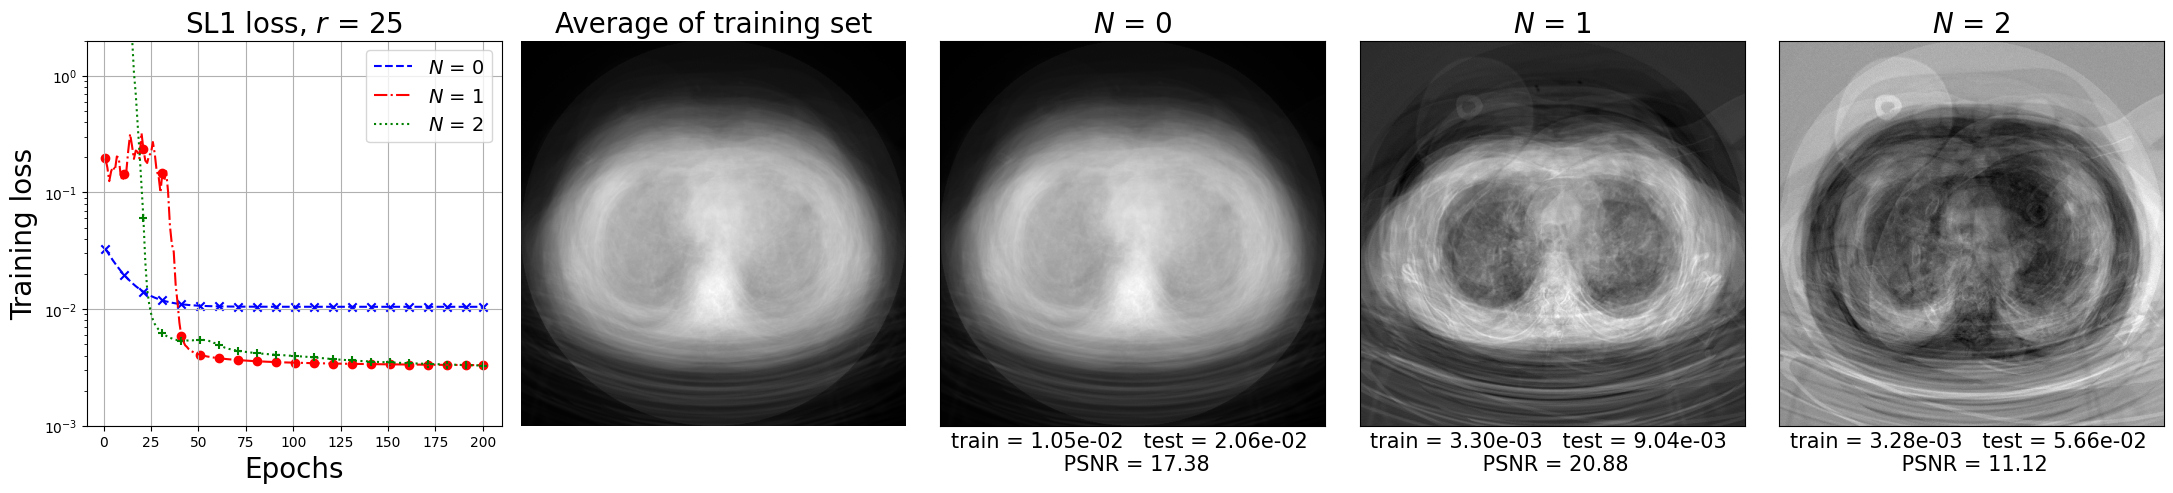 SL1 loss, r = 25
Training loss
10⁰
10⁻¹
10⁻²
10⁻³
N = 0
N = 1
N = 2
0 25 50 75 100 125 150 175 200
Epochs
Average of training set
N = 0
train = 1.05e-02 test = 2.06e-02
PSNR = 17.38
N = 1
train = 3.30e-03 test = 9.04e-03
PSNR = 20.88
N = 2
train = 3.28e-03 test = 5.66e-02
PSNR = 11.12